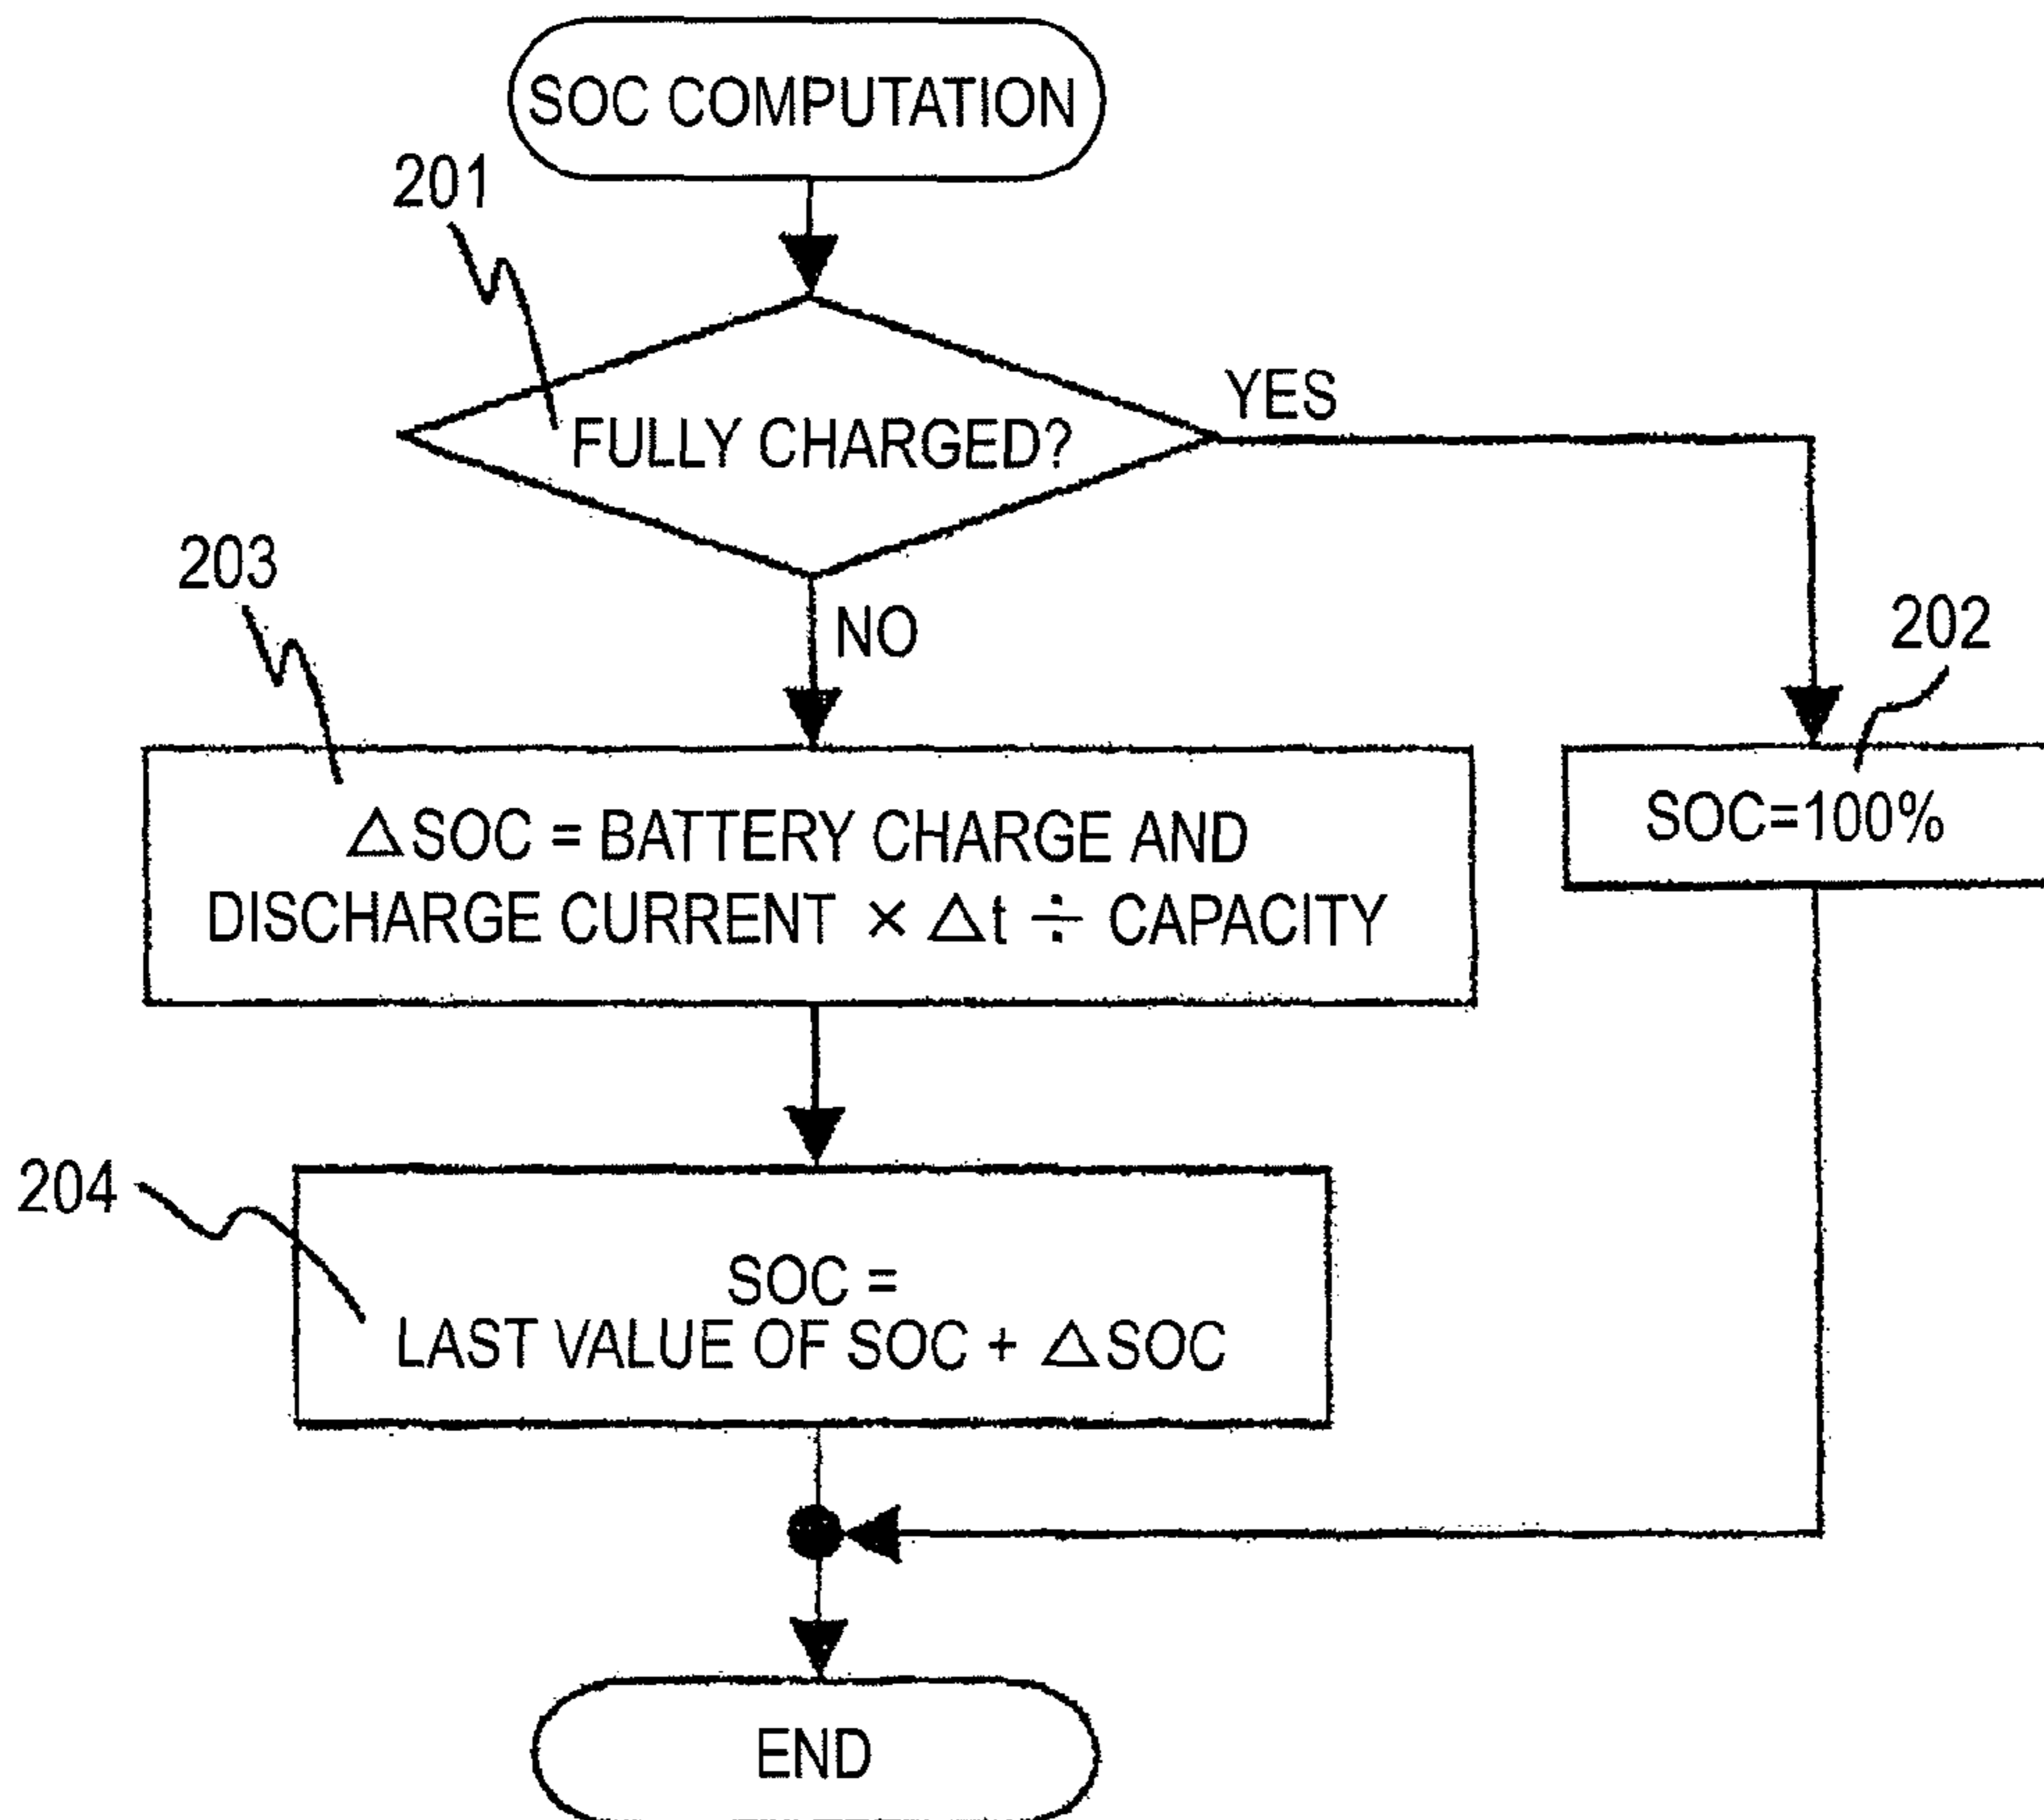 SOC COMPUTATION
201
YES
FULLY CHARGED?
203
NO
202
△SOC = BATTERY CHARGE AND
DISCHARGE CURRENT × △t ÷ CAPACITY
SOC=100%
204
SOC =
LAST VALUE OF SOC + △SOC
END